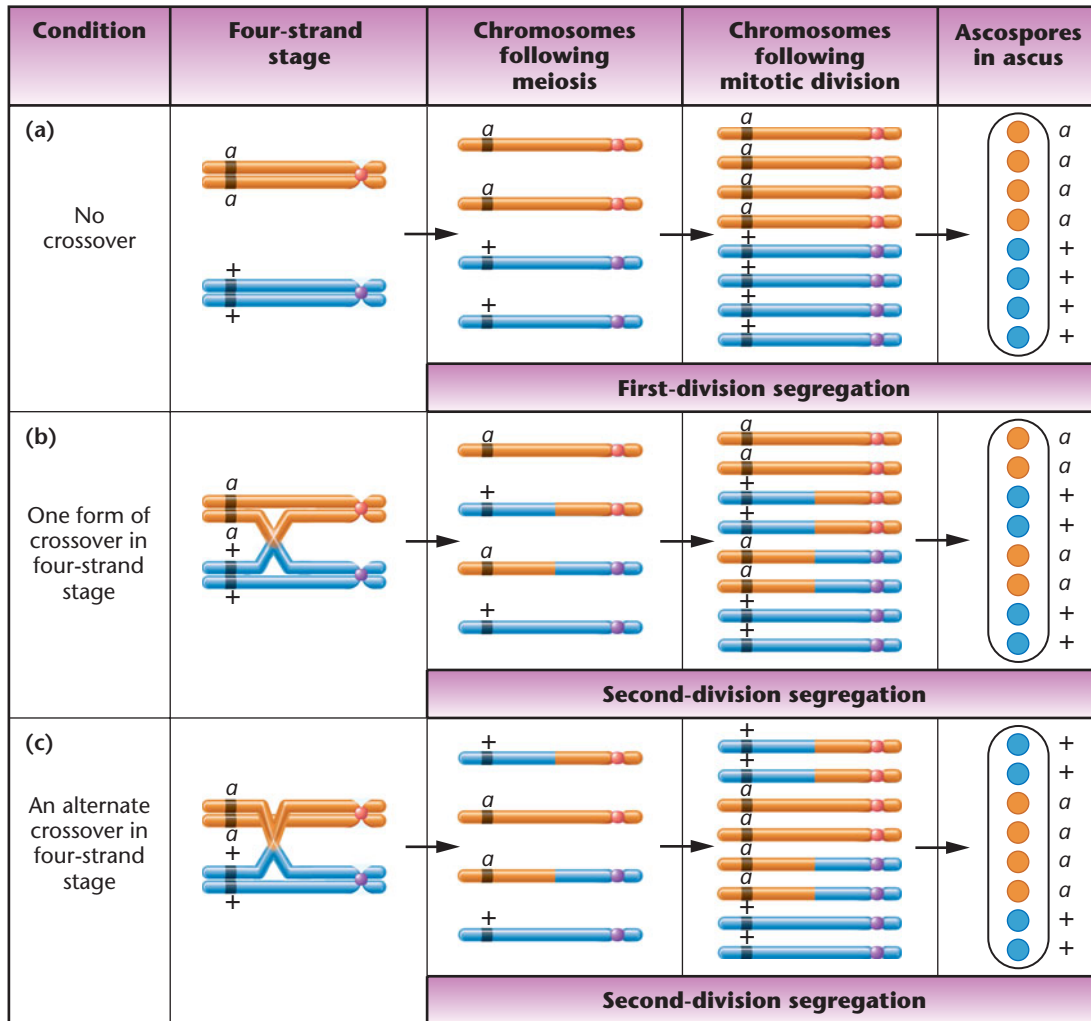 Condition
Four-strand
stage
Chromosomes
following
meiosis
Chromosomes
following
mitotic division
Ascospores
in ascus
(a)
No
crossover
a
a
+
+
a
a
+
+
a
a
a
a
+
+
+
+
a
a
a
a
+
+
+
+
First-division segregation
(b)
One form of
crossover in
four-strand
stage
a
a
+
+
a
+
a
+
a
a
+
+
a
a
+
+
a
a
+
+
a
a
+
+
Second-division segregation
(c)
An alternate
crossover in
four-strand
stage
a
a
+
+
+
a
a
+
+
+
a
a
a
a
+
+
+
+
a
a
a
a
+
+
Second-division segregation